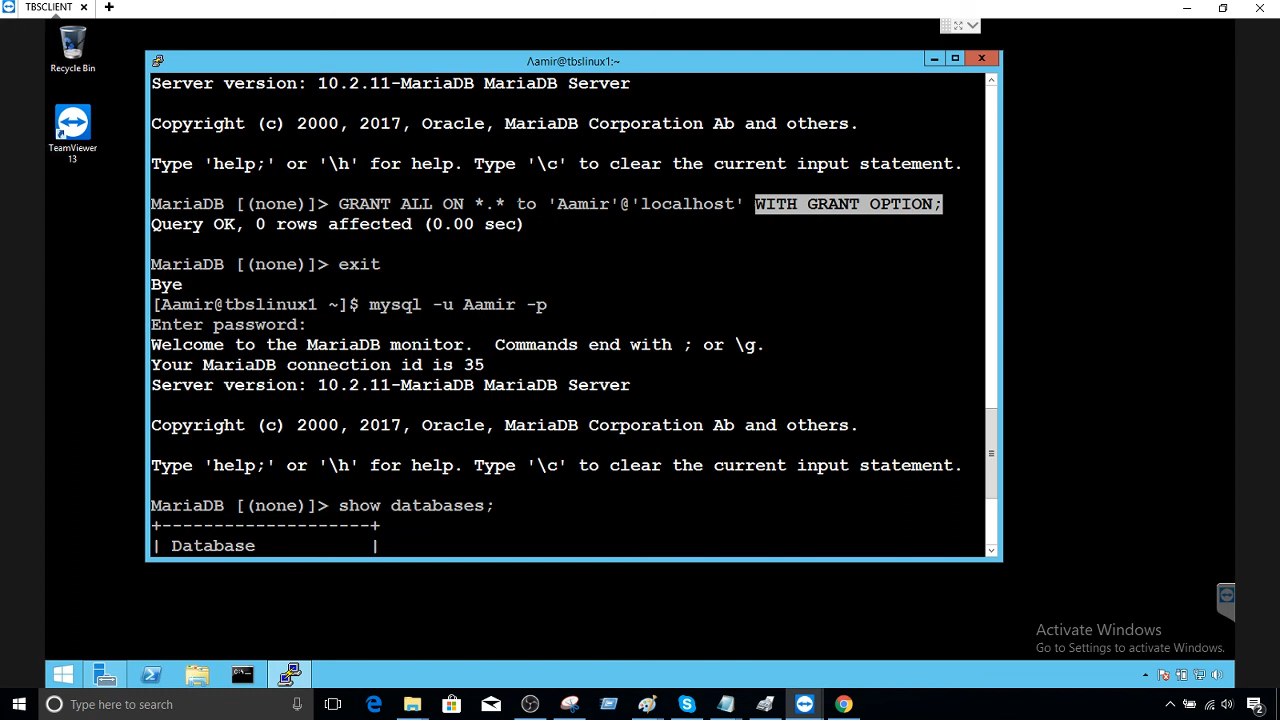 TBSCLIENT
Recycle Bin
TeamViewer
13
Aamir@tbslinux1:~
Server version: 10.2.11-MariaDB MariaDB Server
Copyright (c) 2000, 2017, Oracle, MariaDB Corporation Ab and others.
Type 'help;' or '\h' for help. Type '\c' to clear the current input statement.
MariaDB [(none)]> GRANT ALL ON *.* to 'Aamir'@'localhost' WITH GRANT OPTION;
Query OK, 0 rows affected (0.00 sec)
MariaDB [(none)]> exit
Bye
[Aamir@tbslinux1 ~]$ mysql -u Aamir -p
Enter password:
Welcome to the MariaDB monitor.  Commands end with ; or \g.
Your MariaDB connection id is 35
Server version: 10.2.11-MariaDB MariaDB Server
Copyright (c) 2000, 2017, Oracle, MariaDB Corporation Ab and others.
Type 'help;' or '\h' for help. Type '\c' to clear the current input statement.
MariaDB [(none)]> show databases;
+--------------------+
| Database           |
Activate Windows
Go to Settings to activate Windows.
Type here to search
2